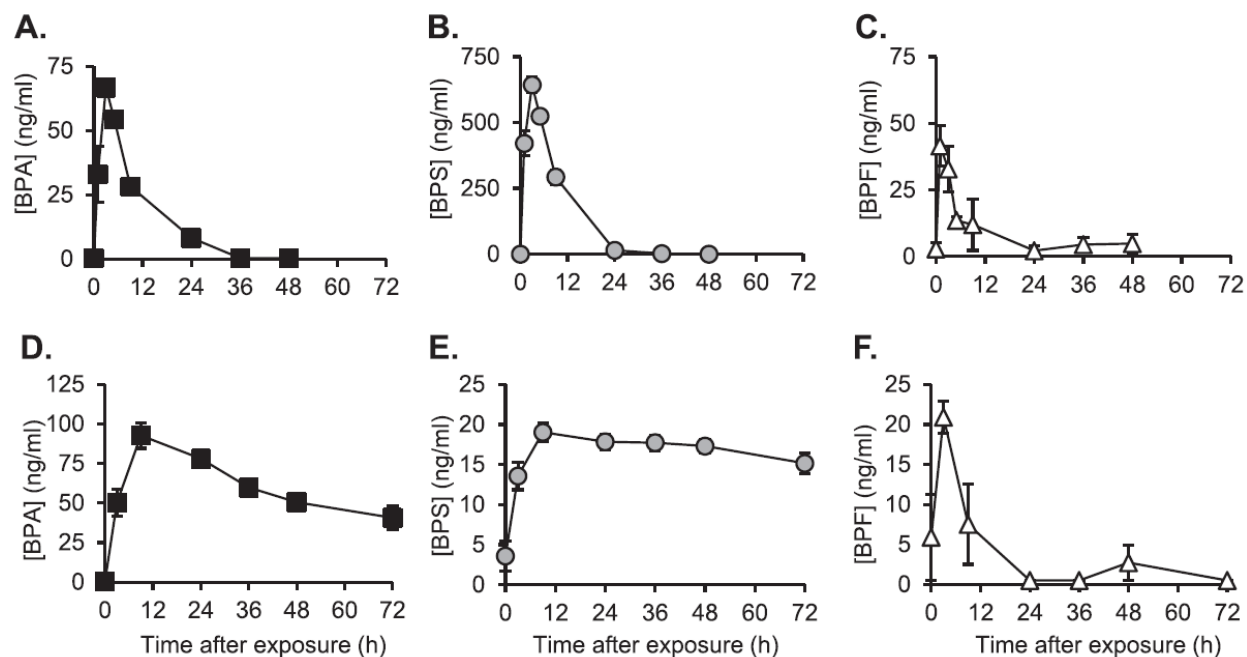 A.
[BPA] (ng/ml)
75
50
25
0
0 12 24 36 48 60 72
B.
[BPS] (ng/ml)
750
500
250
0
0 12 24 36 48 60 72
C.
[BPF] (ng/ml)
75
50
25
0
0 12 24 36 48 60 72
D.
[BPA] (ng/ml)
125
100
75
50
25
0
0 12 24 36 48 60 72
Time after exposure (h)
E.
[BPS] (ng/ml)
25
20
15
10
5
0
0 12 24 36 48 60 72
Time after exposure (h)
F.
[BPF] (ng/ml)
25
20
15
10
5
0
0 12 24 36 48 60 72
Time after exposure (h)